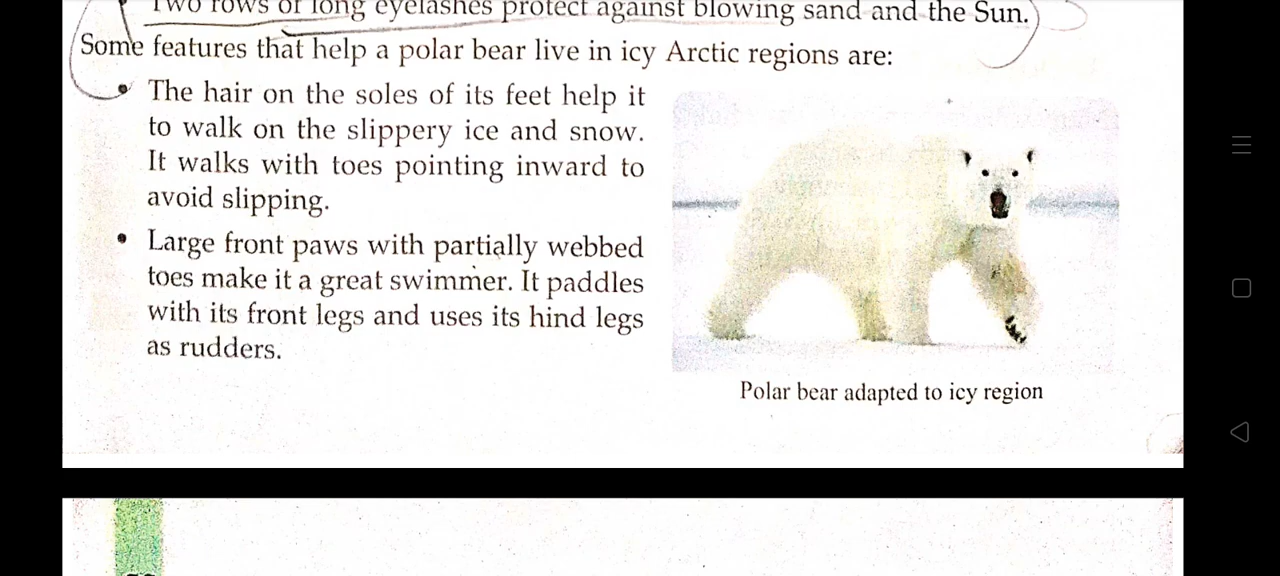 Two rows of long eyelashes protect against blowing sand and the Sun.
Some features that help a polar bear live in icy Arctic regions are:
• The hair on the soles of its feet help it
to walk on the slippery ice and snow.
It walks with toes pointing inward to
avoid slipping.
• Large front paws with partially webbed
toes make it a great swimmer. It paddles
with its front legs and uses its hind legs
as rudders.
Polar bear adapted to icy region